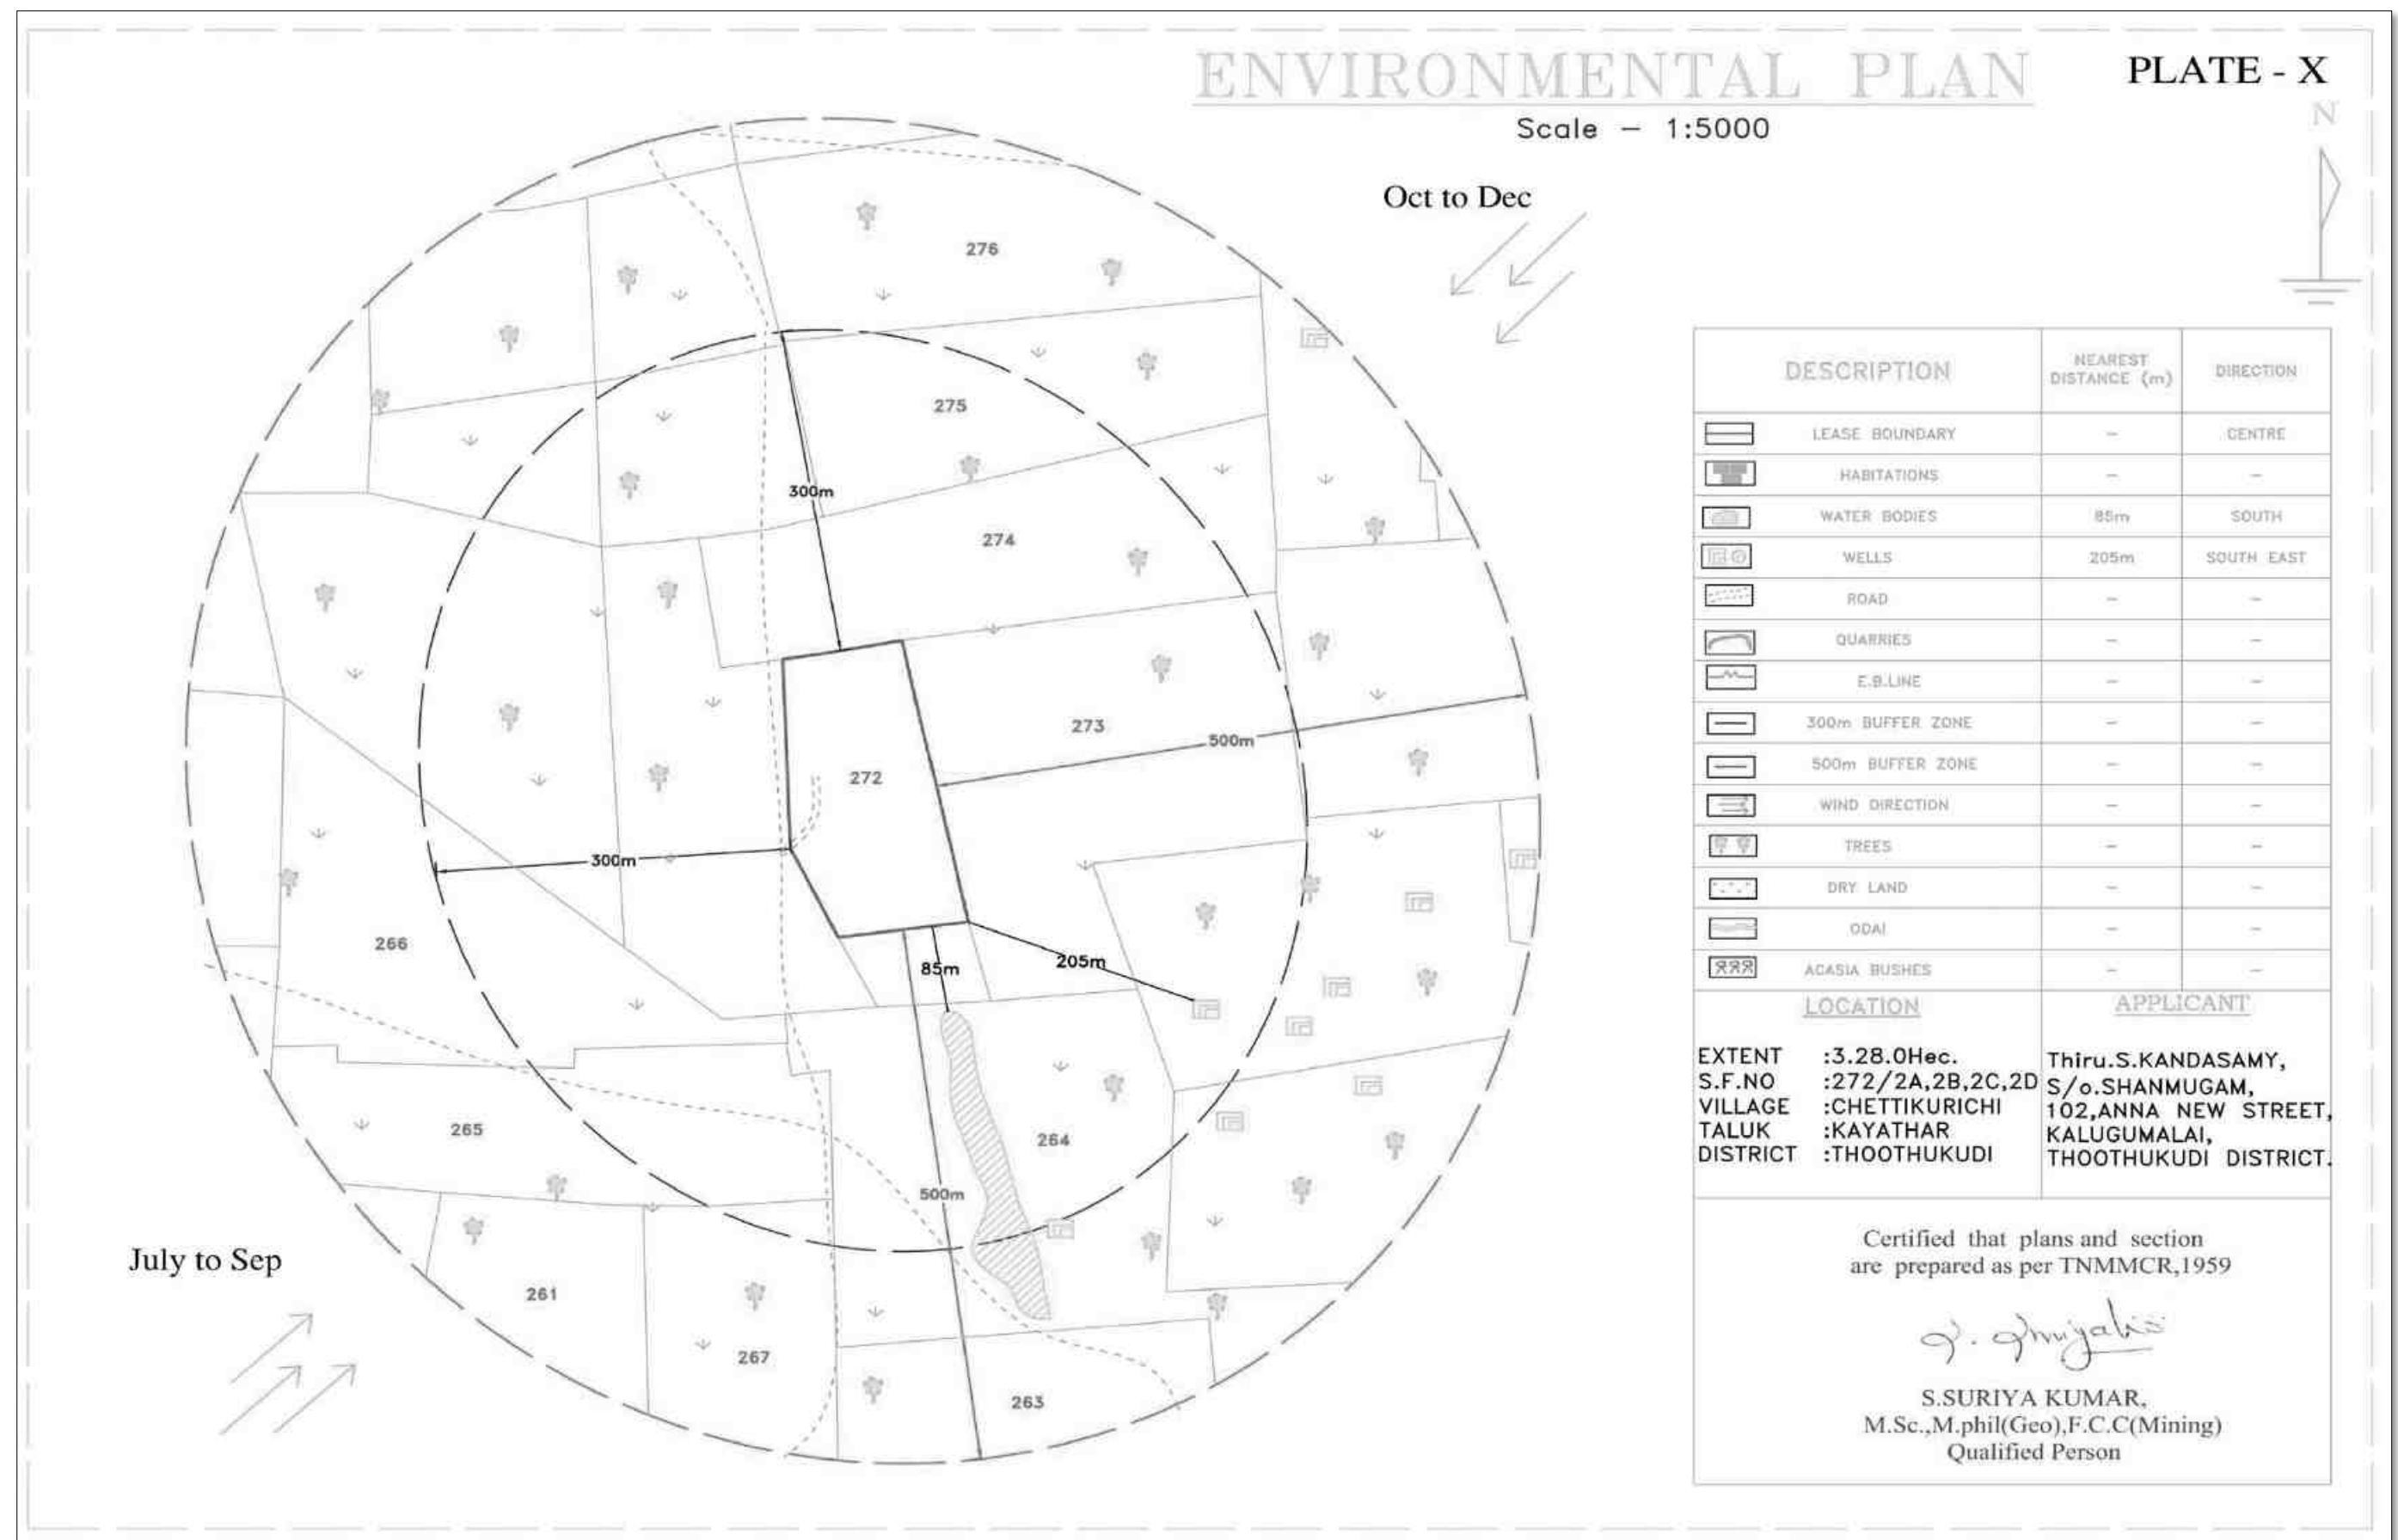 ENVIRONMENTAL PLAN
PLATE - X
Scale - 1:5000
N
Oct to Dec
276
275
300m
274
273
500m
272
300m
266
85m
205m
265
264
500m
261
267
263
July to Sep
DESCRIPTION NEAREST DISTANCE (m) DIRECTION
LEASE BOUNDARY - CENTRE
HABITATIONS - -
WATER BODIES 85m SOUTH
WELLS 205m SOUTH EAST
ROAD - -
QUARRIES - -
E.B.LINE - -
300m BUFFER ZONE - -
500m BUFFER ZONE - -
WIND DIRECTION - -
TREES - -
DRY LAND - -
ODAI - -
ACASIA BUSHES - -
LOCATION
EXTENT :3.28.0Hec.
S.F.NO :272/2A,2B,2C,2D
VILLAGE :CHETTIKURICHI
TALUK :KAYATHAR
DISTRICT :THOOTHUKUDI
APPLICANT
Thiru.S.KANDASAMY,
S/o.SHANMUGAM,
102,ANNA NEW STREET,
KALUGUMALAI,
THOOTHUKUDI DISTRICT.
Certified that plans and section
are prepared as per TNMMCR,1959
S.SURIYA KUMAR,
M.Sc.,M.phil(Geo),F.C.C(Mining)
Qualified Person